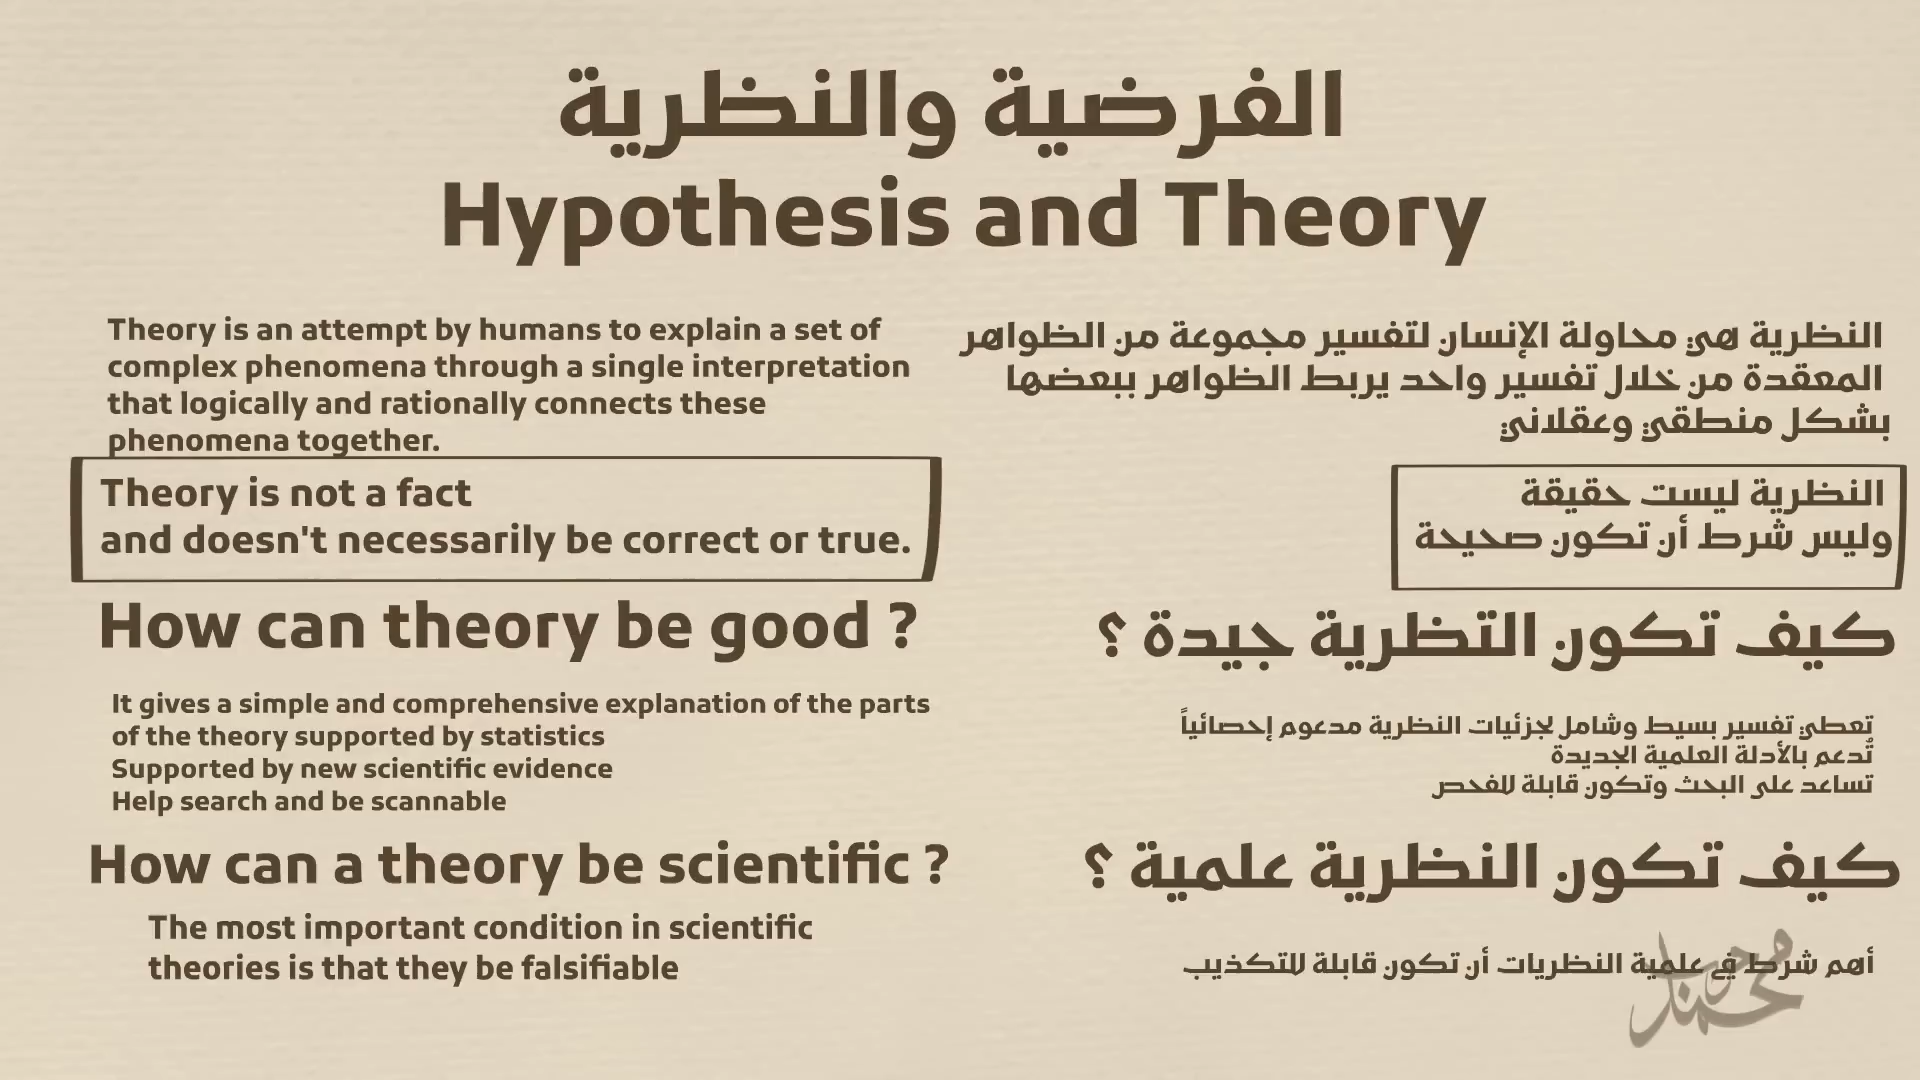 الفرضية والنظرية
Hypothesis and Theory
Theory is an attempt by humans to explain a set of
complex phenomena through a single interpretation
that logically and rationally connects these
phenomena together.
Theory is not a fact
and doesn't necessarily be correct or true.
How can theory be good ?
It gives a simple and comprehensive explanation of the parts
of the theory supported by statistics
Supported by new scientific evidence
Help search and be scannable
How can a theory be scientific ?
The most important condition in scientific
theories is that they be falsifiable
النظرية هي محاولة الإنسان لتفسير مجموعة من الظواهر
المعقدة من خلال تفسير واحد يربط الظواهر ببعضها
بشكل منطقي وعقلاني
النظرية ليست حقيقة
وليس شرط أن تكون صحيحة
كيف تكون التظرية جيدة ؟
تعطي تفسير بسيط وشامل لجزئيات النظرية مدعوم إحصائياً
تُدعم بالأدلة العلمية الجديدة
تساعد على البحث وتكون قابلة للفحص
كيف تكون النظرية علمية ؟
أهم شرط في علمية النظريات أن تكون قابلة للتكذيب